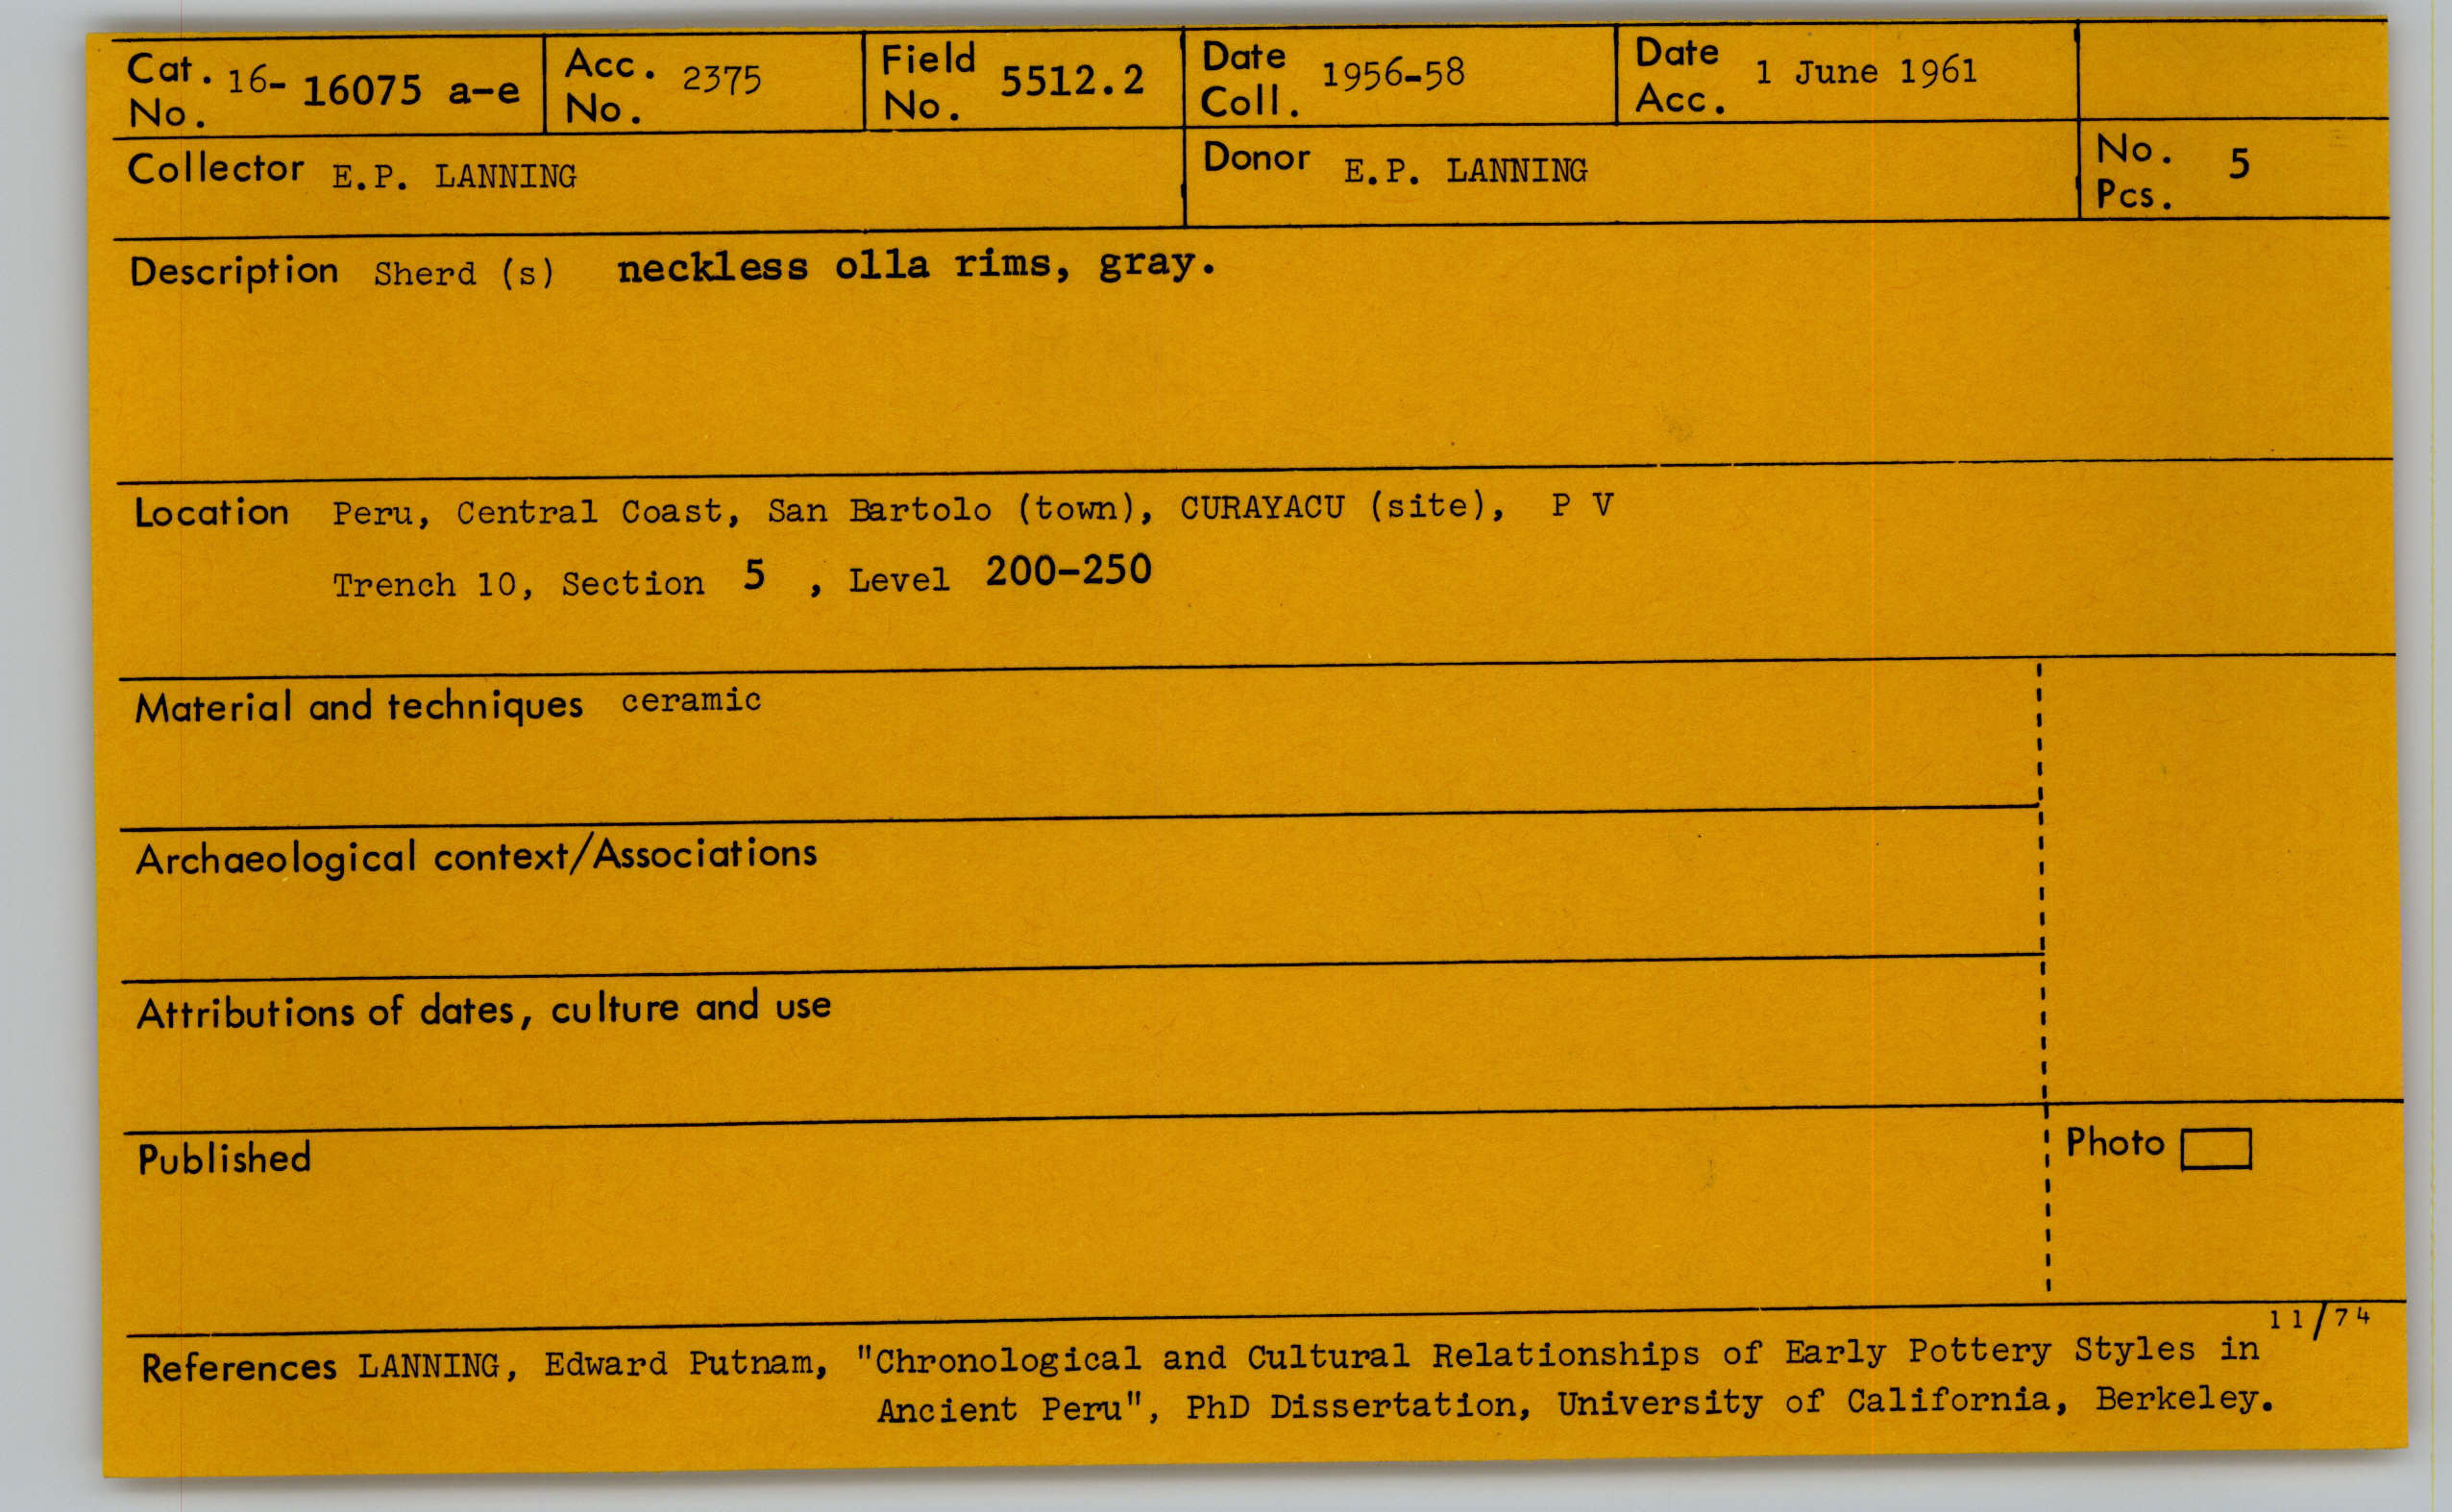 Cat. No. 16- 16075 a-e Acc. No. 2375 Field No. 5512.2 Date Coll. 1956-58 Date Acc. 1 June 1961
Collector E.P. LANNING Donor E.P. LANNING No. Pcs. 5
Description Sherd (s) neckless olla rims, gray.
Location Peru, Central Coast, San Bartolo (town), CURAYACU (site), P V
Trench 10, Section 5 , Level 200-250
Material and techniques ceramic
Archaeological context/Associations
Attributions of dates, culture and use
Published Photo
11/74
References LANNING, Edward Putnam, "Chronological and Cultural Relationships of Early Pottery Styles in
Ancient Peru", PhD Dissertation, University of California, Berkeley.